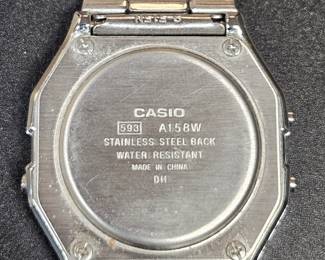 CASIO
593 A158W
STAINLESS STEEL BACK
WATER RESISTANT
MADE IN CHINA
DH